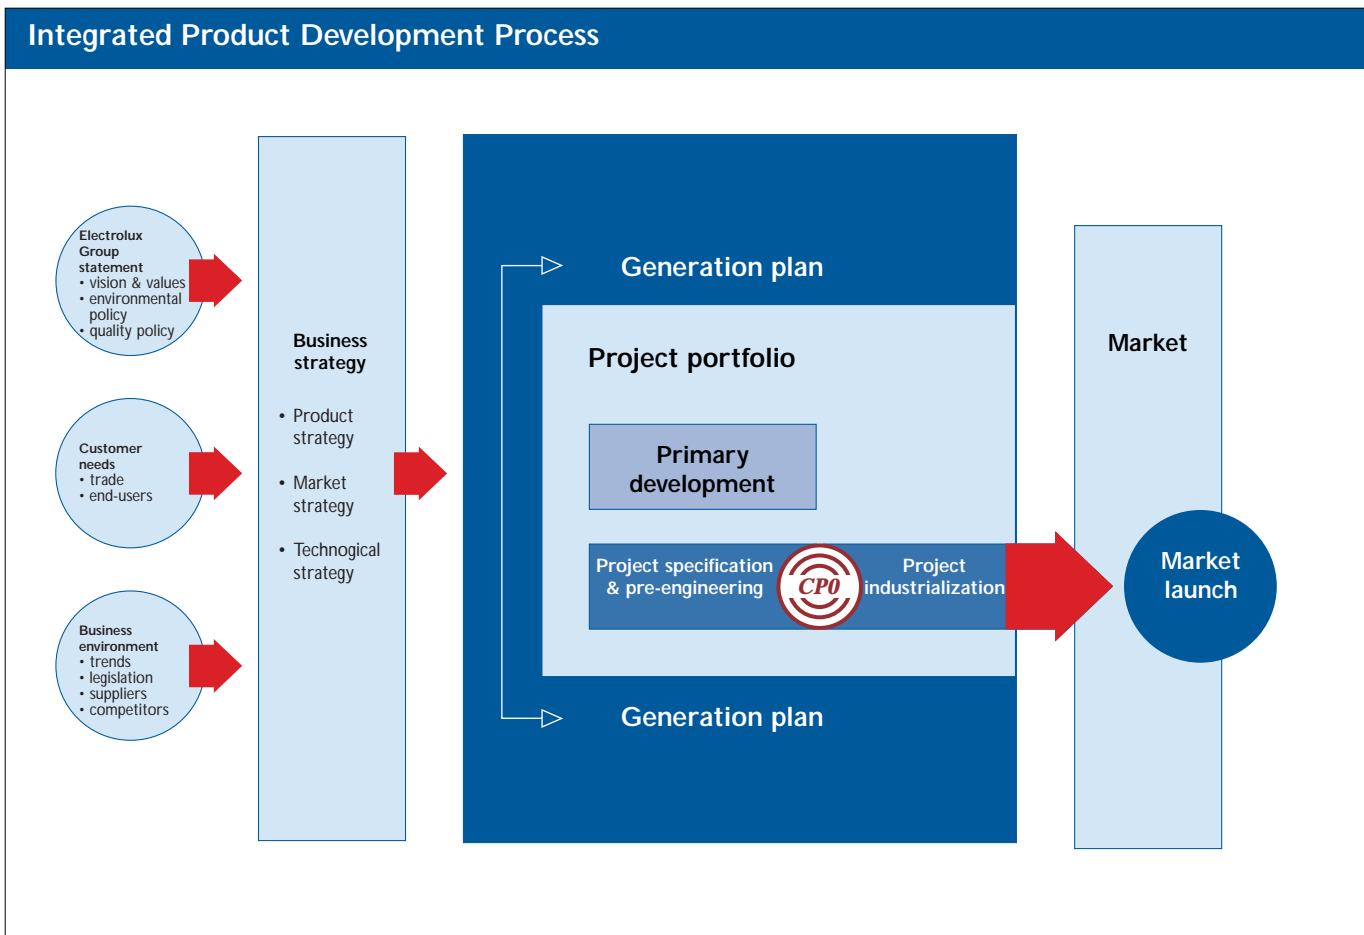 Integrated Product Development Process
Electrolux
Group
statement
• vision & values
• environmental
policy
• quality policy
Customer
needs
• trade
• end-users
Business
environment
• trends
• legislation
• suppliers
• competitors
Business
strategy
• Product
strategy
• Market
strategy
• Technogical
strategy
Generation plan
Project portfolio
Primary
development
Project specification
& pre-engineering
CP0
Project
industrialization
Generation plan
Market
Market
launch